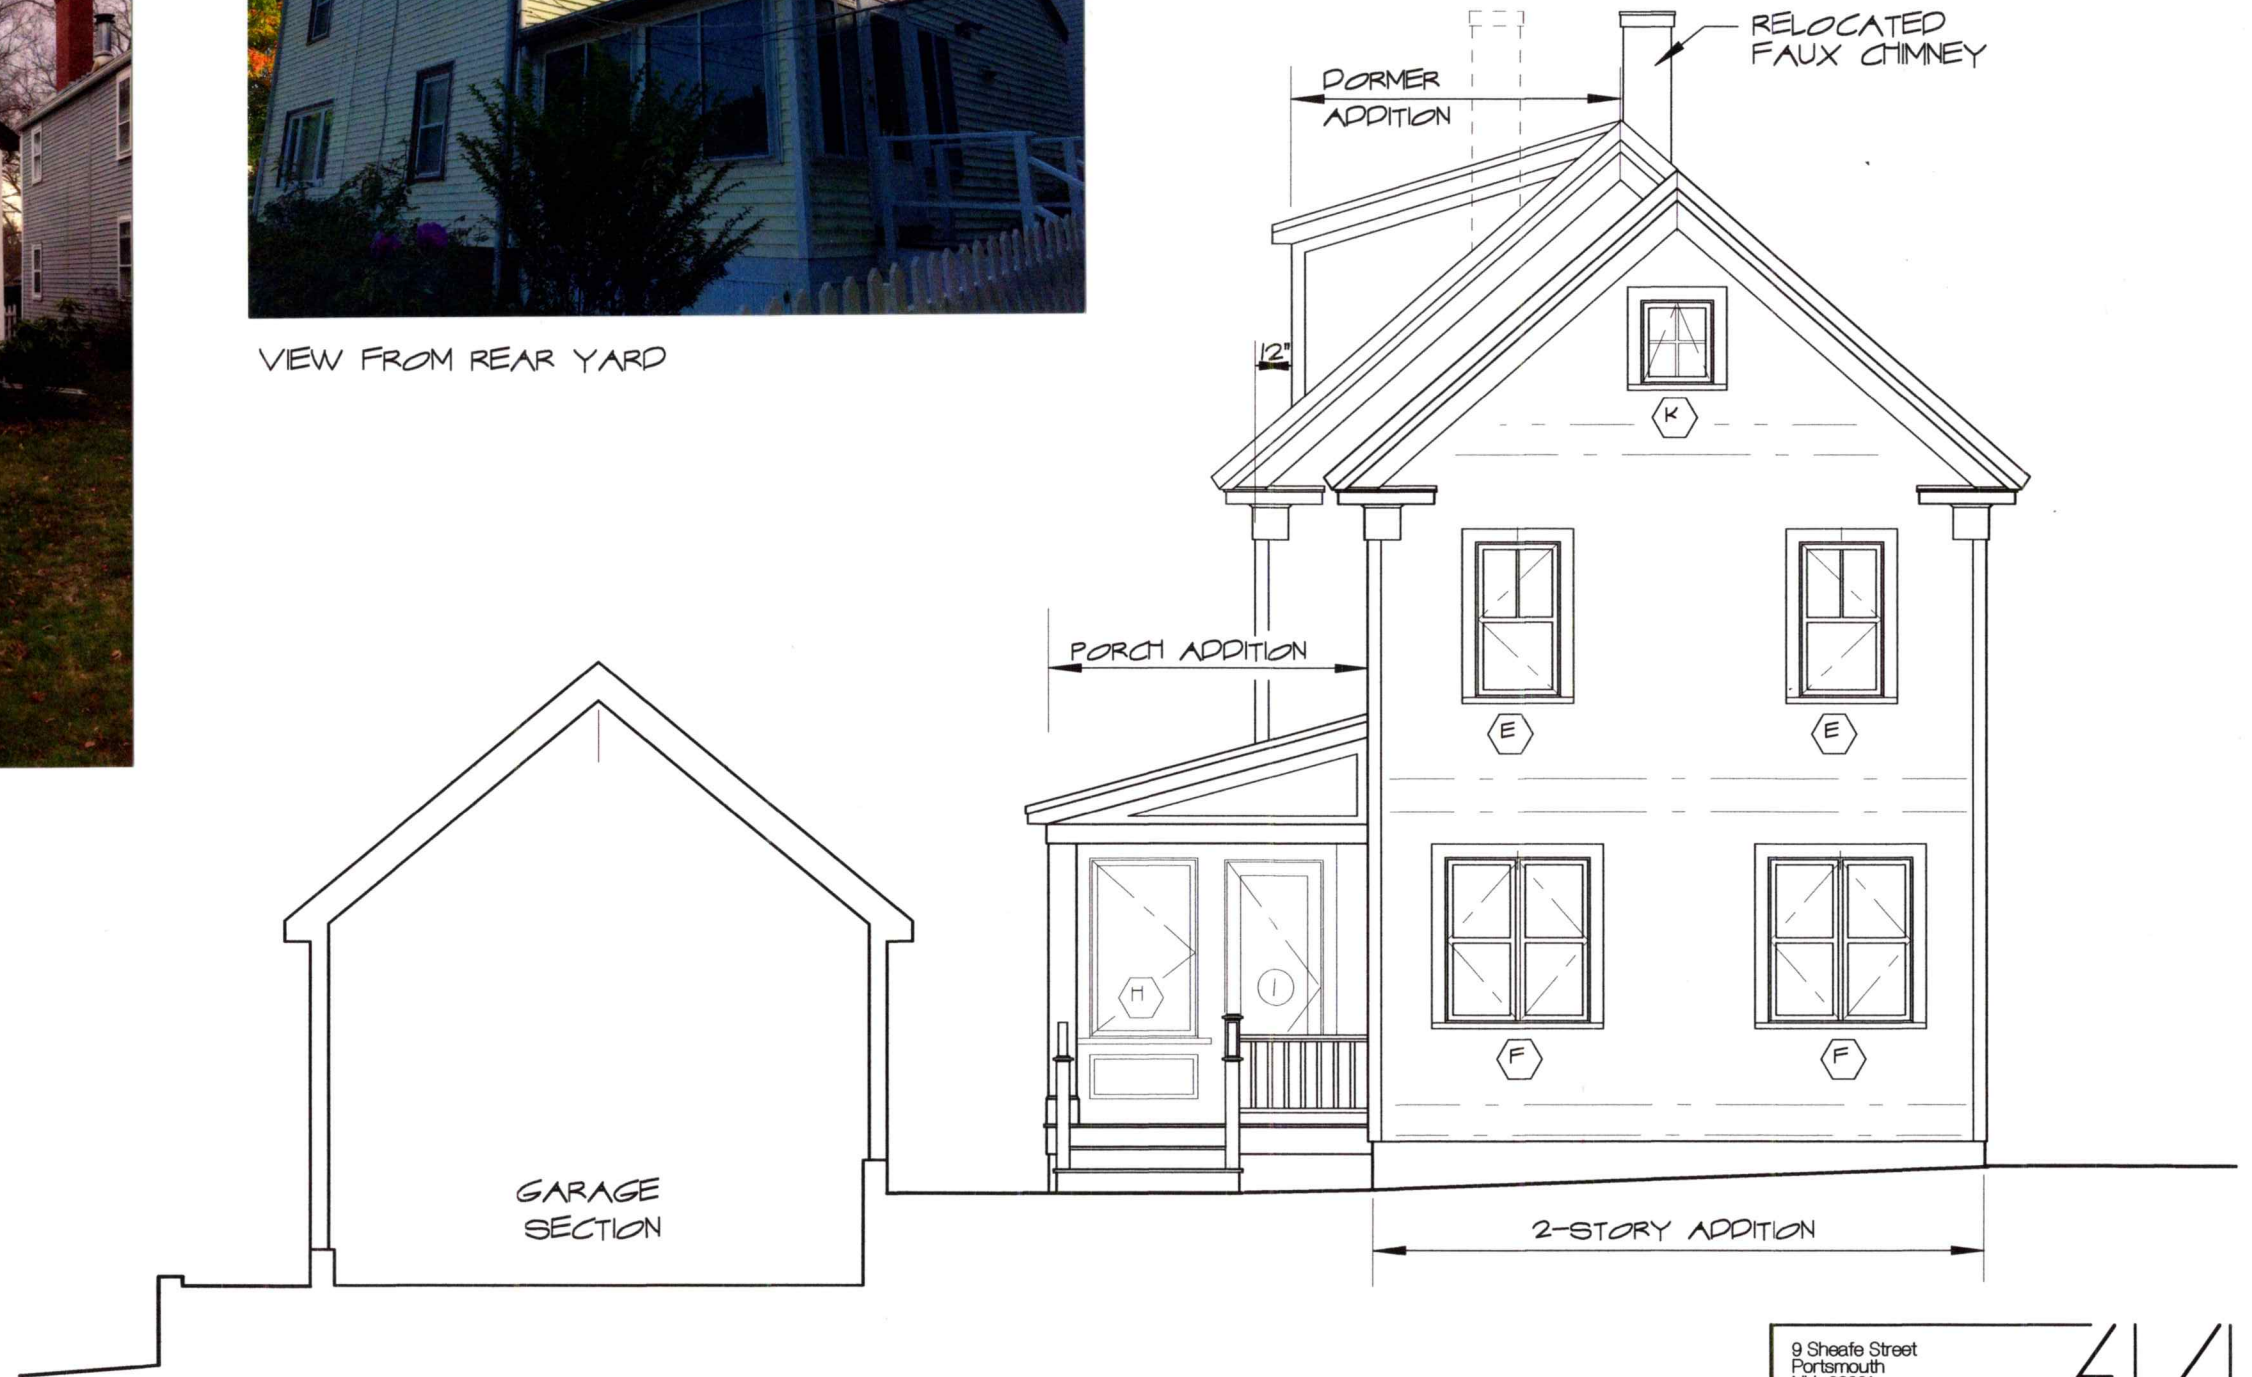 RELOCATED
FAUX CHIMNEY
DORMER
ADDITION
VIEW FROM REAR YARD
12"
K
PORCH ADDITION
E
E
H
I
F
F
GARAGE
SECTION
2-STORY ADDITION
9 Sheafe Street
Portsmouth